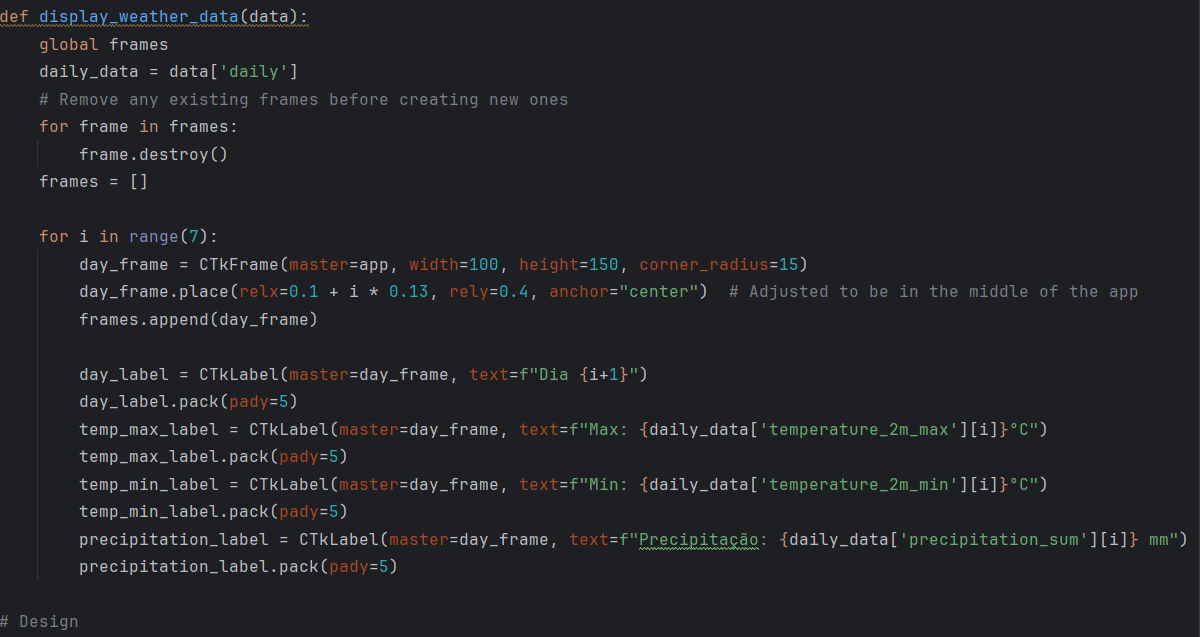 def display_weather_data(data):
    global frames
    daily_data = data['daily']
    # Remove any existing frames before creating new ones
    for frame in frames:
        frame.destroy()
    frames = []
    for i in range(7):
        day_frame = CTkFrame(master=app, width=100, height=150, corner_radius=15)
        day_frame.place(relx=0.1 + i * 0.13, rely=0.4, anchor="center")  # Adjusted to be in the middle of the app
        frames.append(day_frame)
        day_label = CTkLabel(master=day_frame, text=f"Dia {i+1}")
        day_label.pack(pady=5)
        temp_max_label = CTkLabel(master=day_frame, text=f"Max: {daily_data['temperature_2m_max'][i]}°C")
        temp_max_label.pack(pady=5)
        temp_min_label = CTkLabel(master=day_frame, text=f"Min: {daily_data['temperature_2m_min'][i]}°C")
        temp_min_label.pack(pady=5)
        precipitation_label = CTkLabel(master=day_frame, text=f"Precipitação: {daily_data['precipitation_sum'][i]} mm")
        precipitation_label.pack(pady=5)
# Design